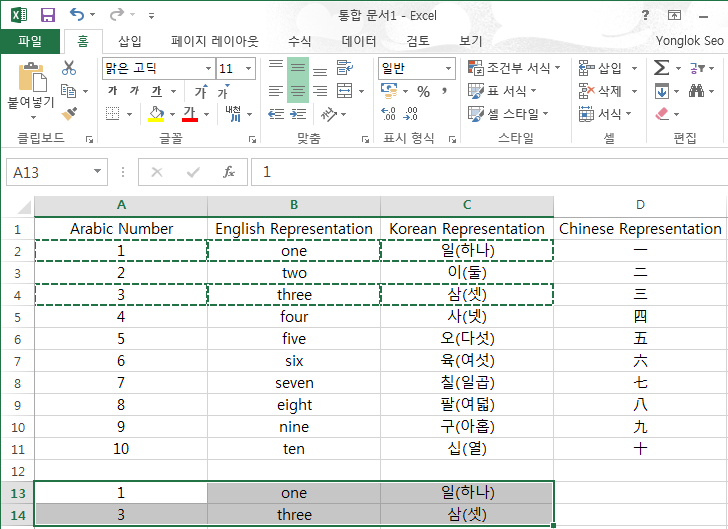 통합 문서1 - Excel
파일 홈 삽입 페이지 레이아웃 수식 데이터 검토 보기 Yonglok Seo
맑은 고딕 11 일반 조건부 서식 삽입
붙여넣기 가 가 가 가 가 % , 표 서식 삭제
가 내천 셀 스타일 서식
클립보드 글꼴 맞춤 표시 형식 스타일 셀 편집
A13 fx 1
A B C D
1 Arabic Number English Representation Korean Representation Chinese Representation
2 1 one 일(하나) 一
3 2 two 이(둘) 二
4 3 three 삼(셋) 三
5 4 four 사(넷) 四
6 5 five 오(다섯) 五
7 6 six 육(여섯) 六
8 7 seven 칠(일곱) 七
9 8 eight 팔(여덟) 八
10 9 nine 구(아홉) 九
11 10 ten 십(열) 十
12
13 1 one 일(하나)
14 3 three 삼(셋)